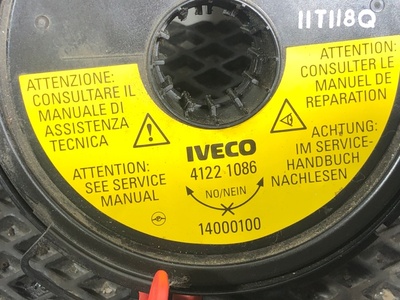 11T118Q
ATTENZIONE:
CONSULTARE IL
MANUALE DI
ASSISTENZA
TECNICA
ATTENTION:
SEE SERVICE
MANUAL
ATTENTION:
CONSULTER LE
MANUEL DE
REPARATION
ACHTUNG:
IM SERVICE-
HANDBUCH
NACHLESEN
IVECO
4122 1086
NO/NEIN
14000100